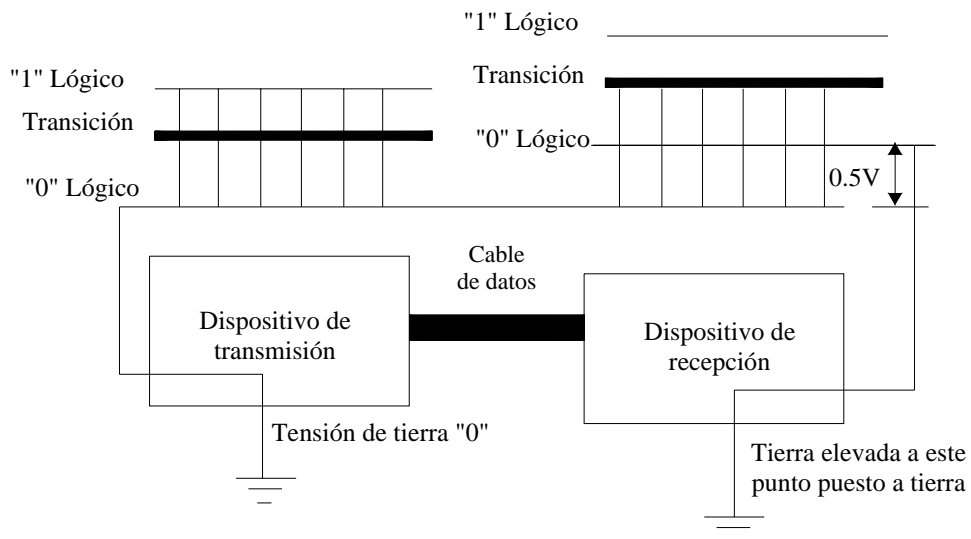 "1" Lógico
"1" Lógico
Transición
Transición
"0" Lógico
"0" Lógico
0.5V
Cable
de datos
Dispositivo de
transmisión
Dispositivo de
recepción
Tensión de tierra "0"
Tierra elevada a este
punto puesto a tierra